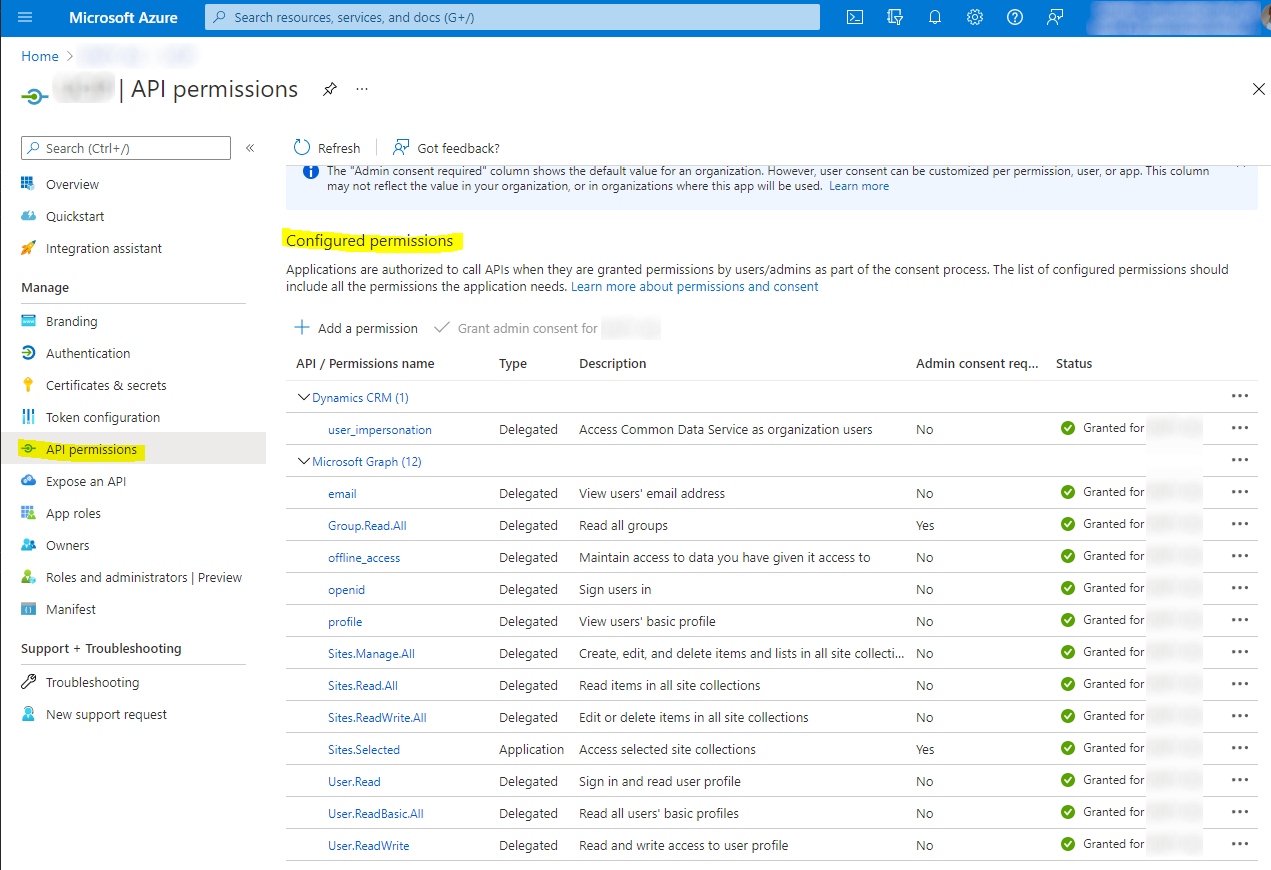 Microsoft Azure
Search resources, services, and docs (G+/)
Home
| API permissions
Search (Ctrl+/)
Overview
Quickstart
Integration assistant
Manage
Branding
Authentication
Certificates & secrets
Token configuration
API permissions
Expose an API
App roles
Owners
Roles and administrators | Preview
Manifest
Support + Troubleshooting
Troubleshooting
New support request
Refresh
Got feedback?
The "Admin consent required" column shows the default value for an organization. However, user consent can be customized per permission, user, or app. This column
may not reflect the value in your organization, or in organizations where this app will be used. Learn more
Configured permissions
Applications are authorized to call APIs when they are granted permissions by users/admins as part of the consent process. The list of configured permissions should
include all the permissions the application needs. Learn more about permissions and consent
Add a permission Grant admin consent for
API / Permissions name Type Description Admin consent req... Status
Dynamics CRM (1)
user_impersonation Delegated Access Common Data Service as organization users No Granted for
Microsoft Graph (12)
email Delegated View users' email address No Granted for
Group.Read.All Delegated Read all groups Yes Granted for
offline_access Delegated Maintain access to data you have given it access to No Granted for
openid Delegated Sign users in No Granted for
profile Delegated View users' basic profile No Granted for
Sites.Manage.All Delegated Create, edit, and delete items and lists in all site collecti... No Granted for
Sites.Read.All Delegated Read items in all site collections No Granted for
Sites.ReadWrite.All Delegated Edit or delete items in all site collections No Granted for
Sites.Selected Application Access selected site collections Yes Granted for
User.Read Delegated Sign in and read user profile No Granted for
User.ReadBasic.All Delegated Read all users' basic profiles No Granted for
User.ReadWrite Delegated Read and write access to user profile No Granted for